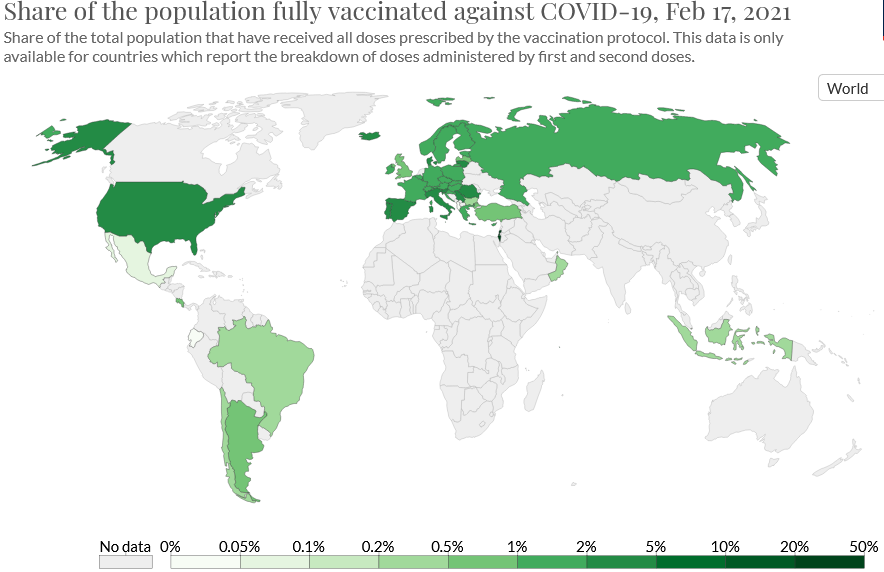 Share of the population fully vaccinated against COVID-19, Feb 17, 2021
Share of the total population that have received all doses prescribed by the vaccination protocol. This data is only
available for countries which report the breakdown of doses administered by first and second doses.
World
No data 0% 0.05% 0.1% 0.2% 0.5% 1% 2% 5% 10% 20% 50%